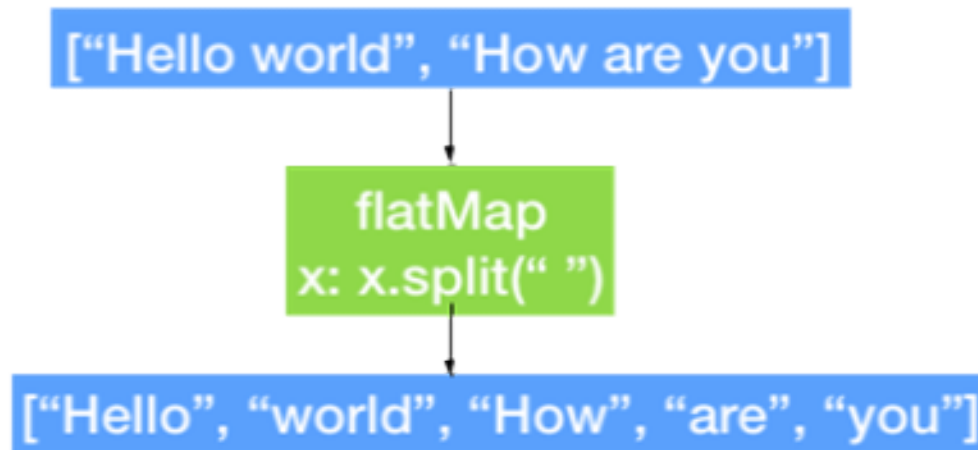 [“Hello world”, “How are you”]
flatMap
x: x.split(“ ”)
[“Hello”, “world”, “How”, “are”, “you”]